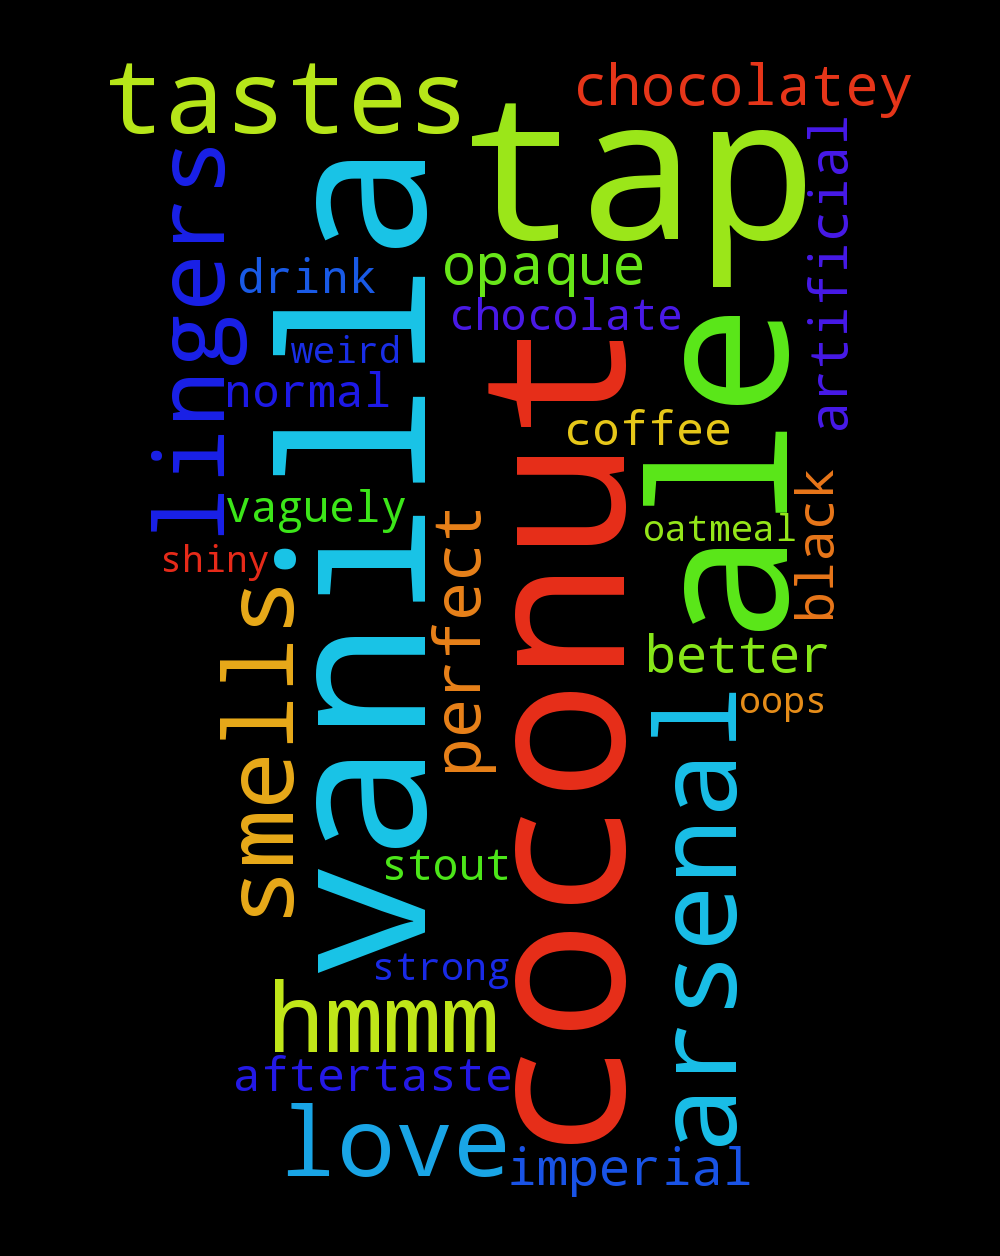 tastes
chocolatey
tap
artificial
lingers
vanilla
drink
opaque
chocolate
weird
normal
coconut
ale
coffee
vaguely
oatmeal
black
shiny
perfect
smells
better
oops
arsenal
stout
strong
hmmm
aftertaste
love
imperial